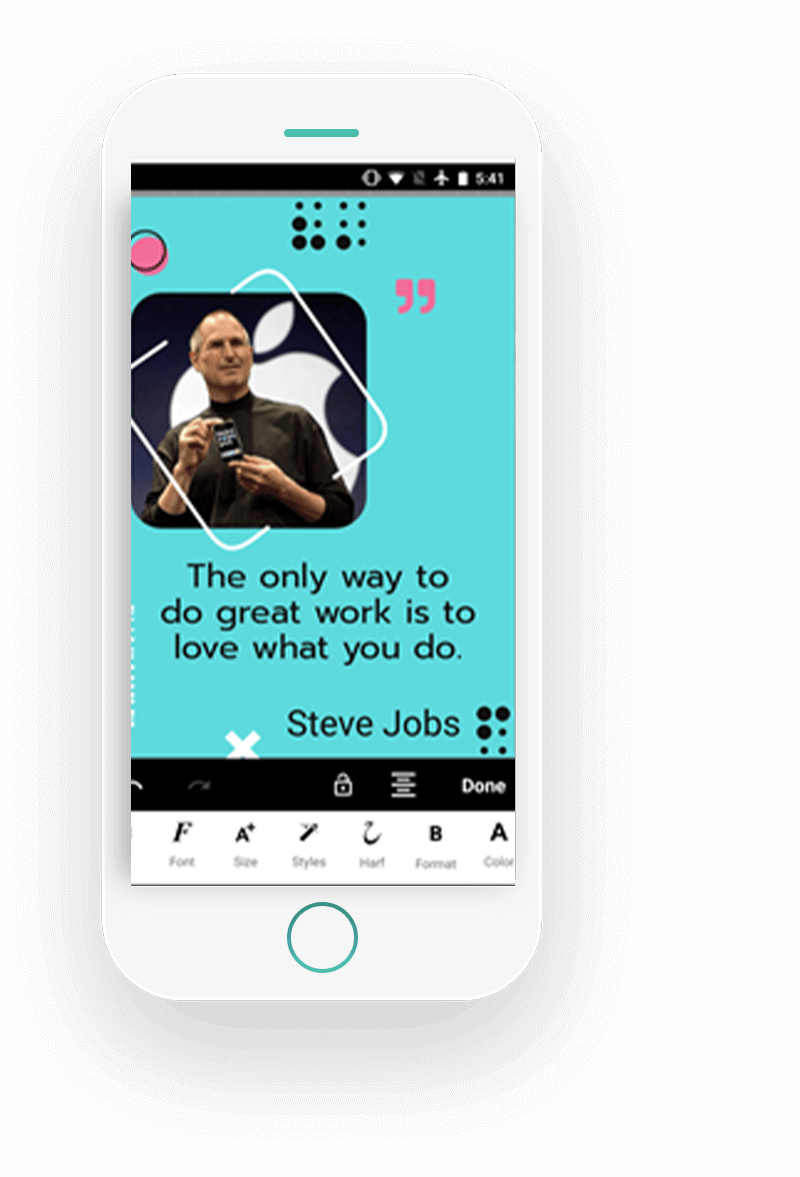 5:41
The only way to
do great work is to
love what you do.
Steve Jobs
Done
Font Size Styles Harf Format Color